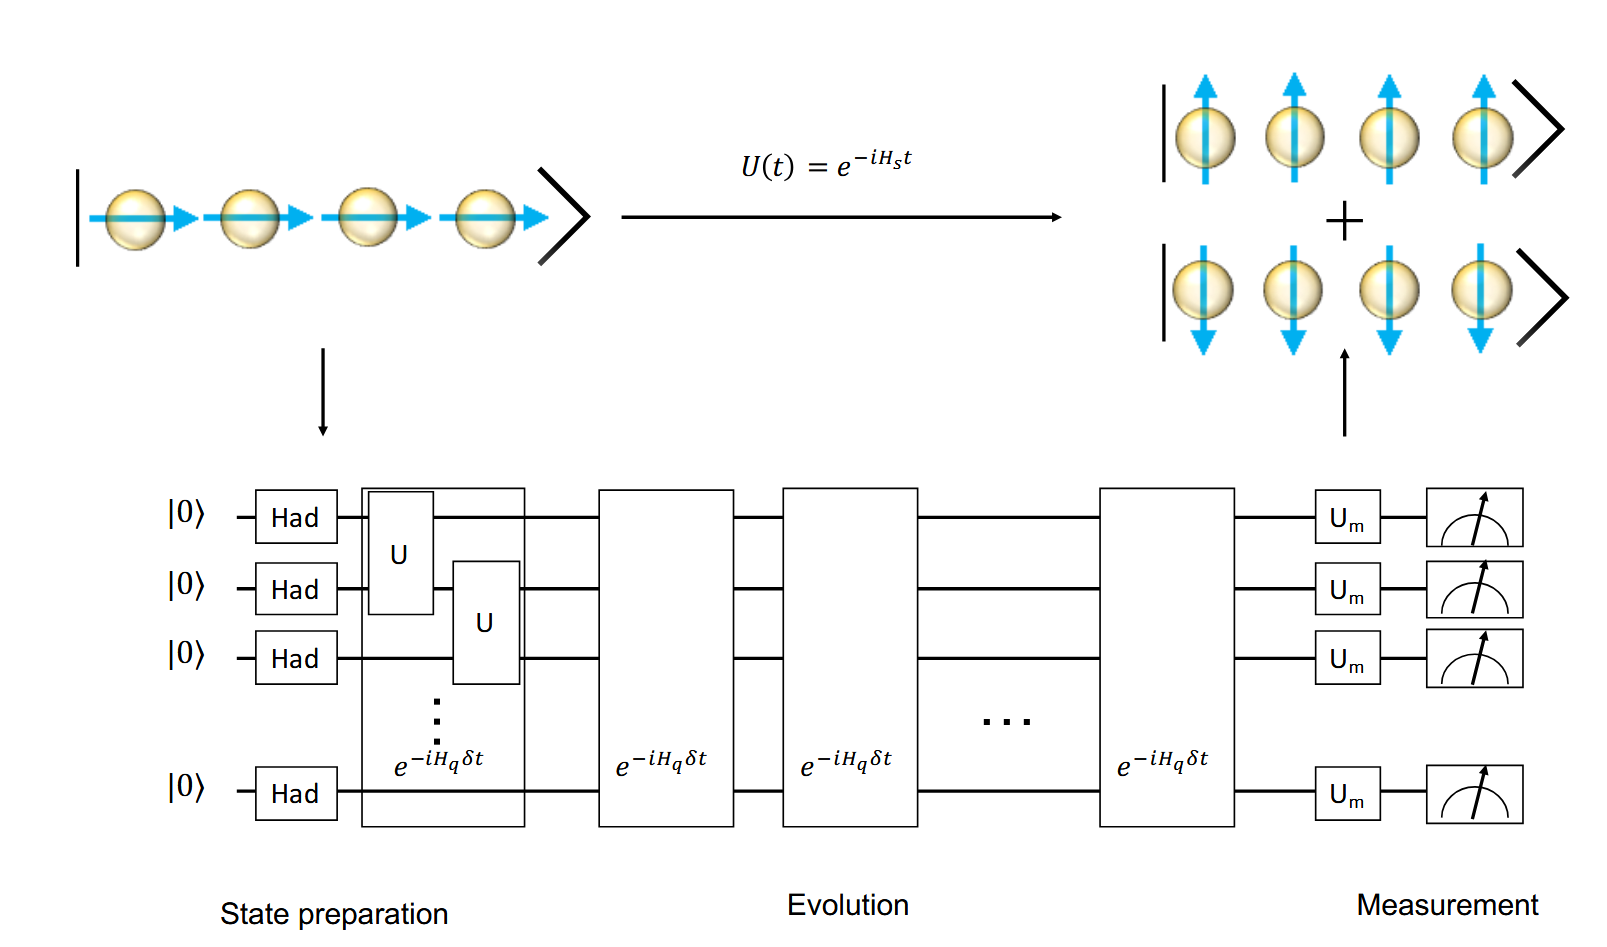 U(t) = e^{-iH_s t}
|0⟩ Had U U_m
|0⟩ Had U U_m
|0⟩ Had U_m
⋮ ...
e^{-iH_q δt} e^{-iH_q δt} e^{-iH_q δt} e^{-iH_q δt}
|0⟩ Had U_m
State preparation Evolution Measurement